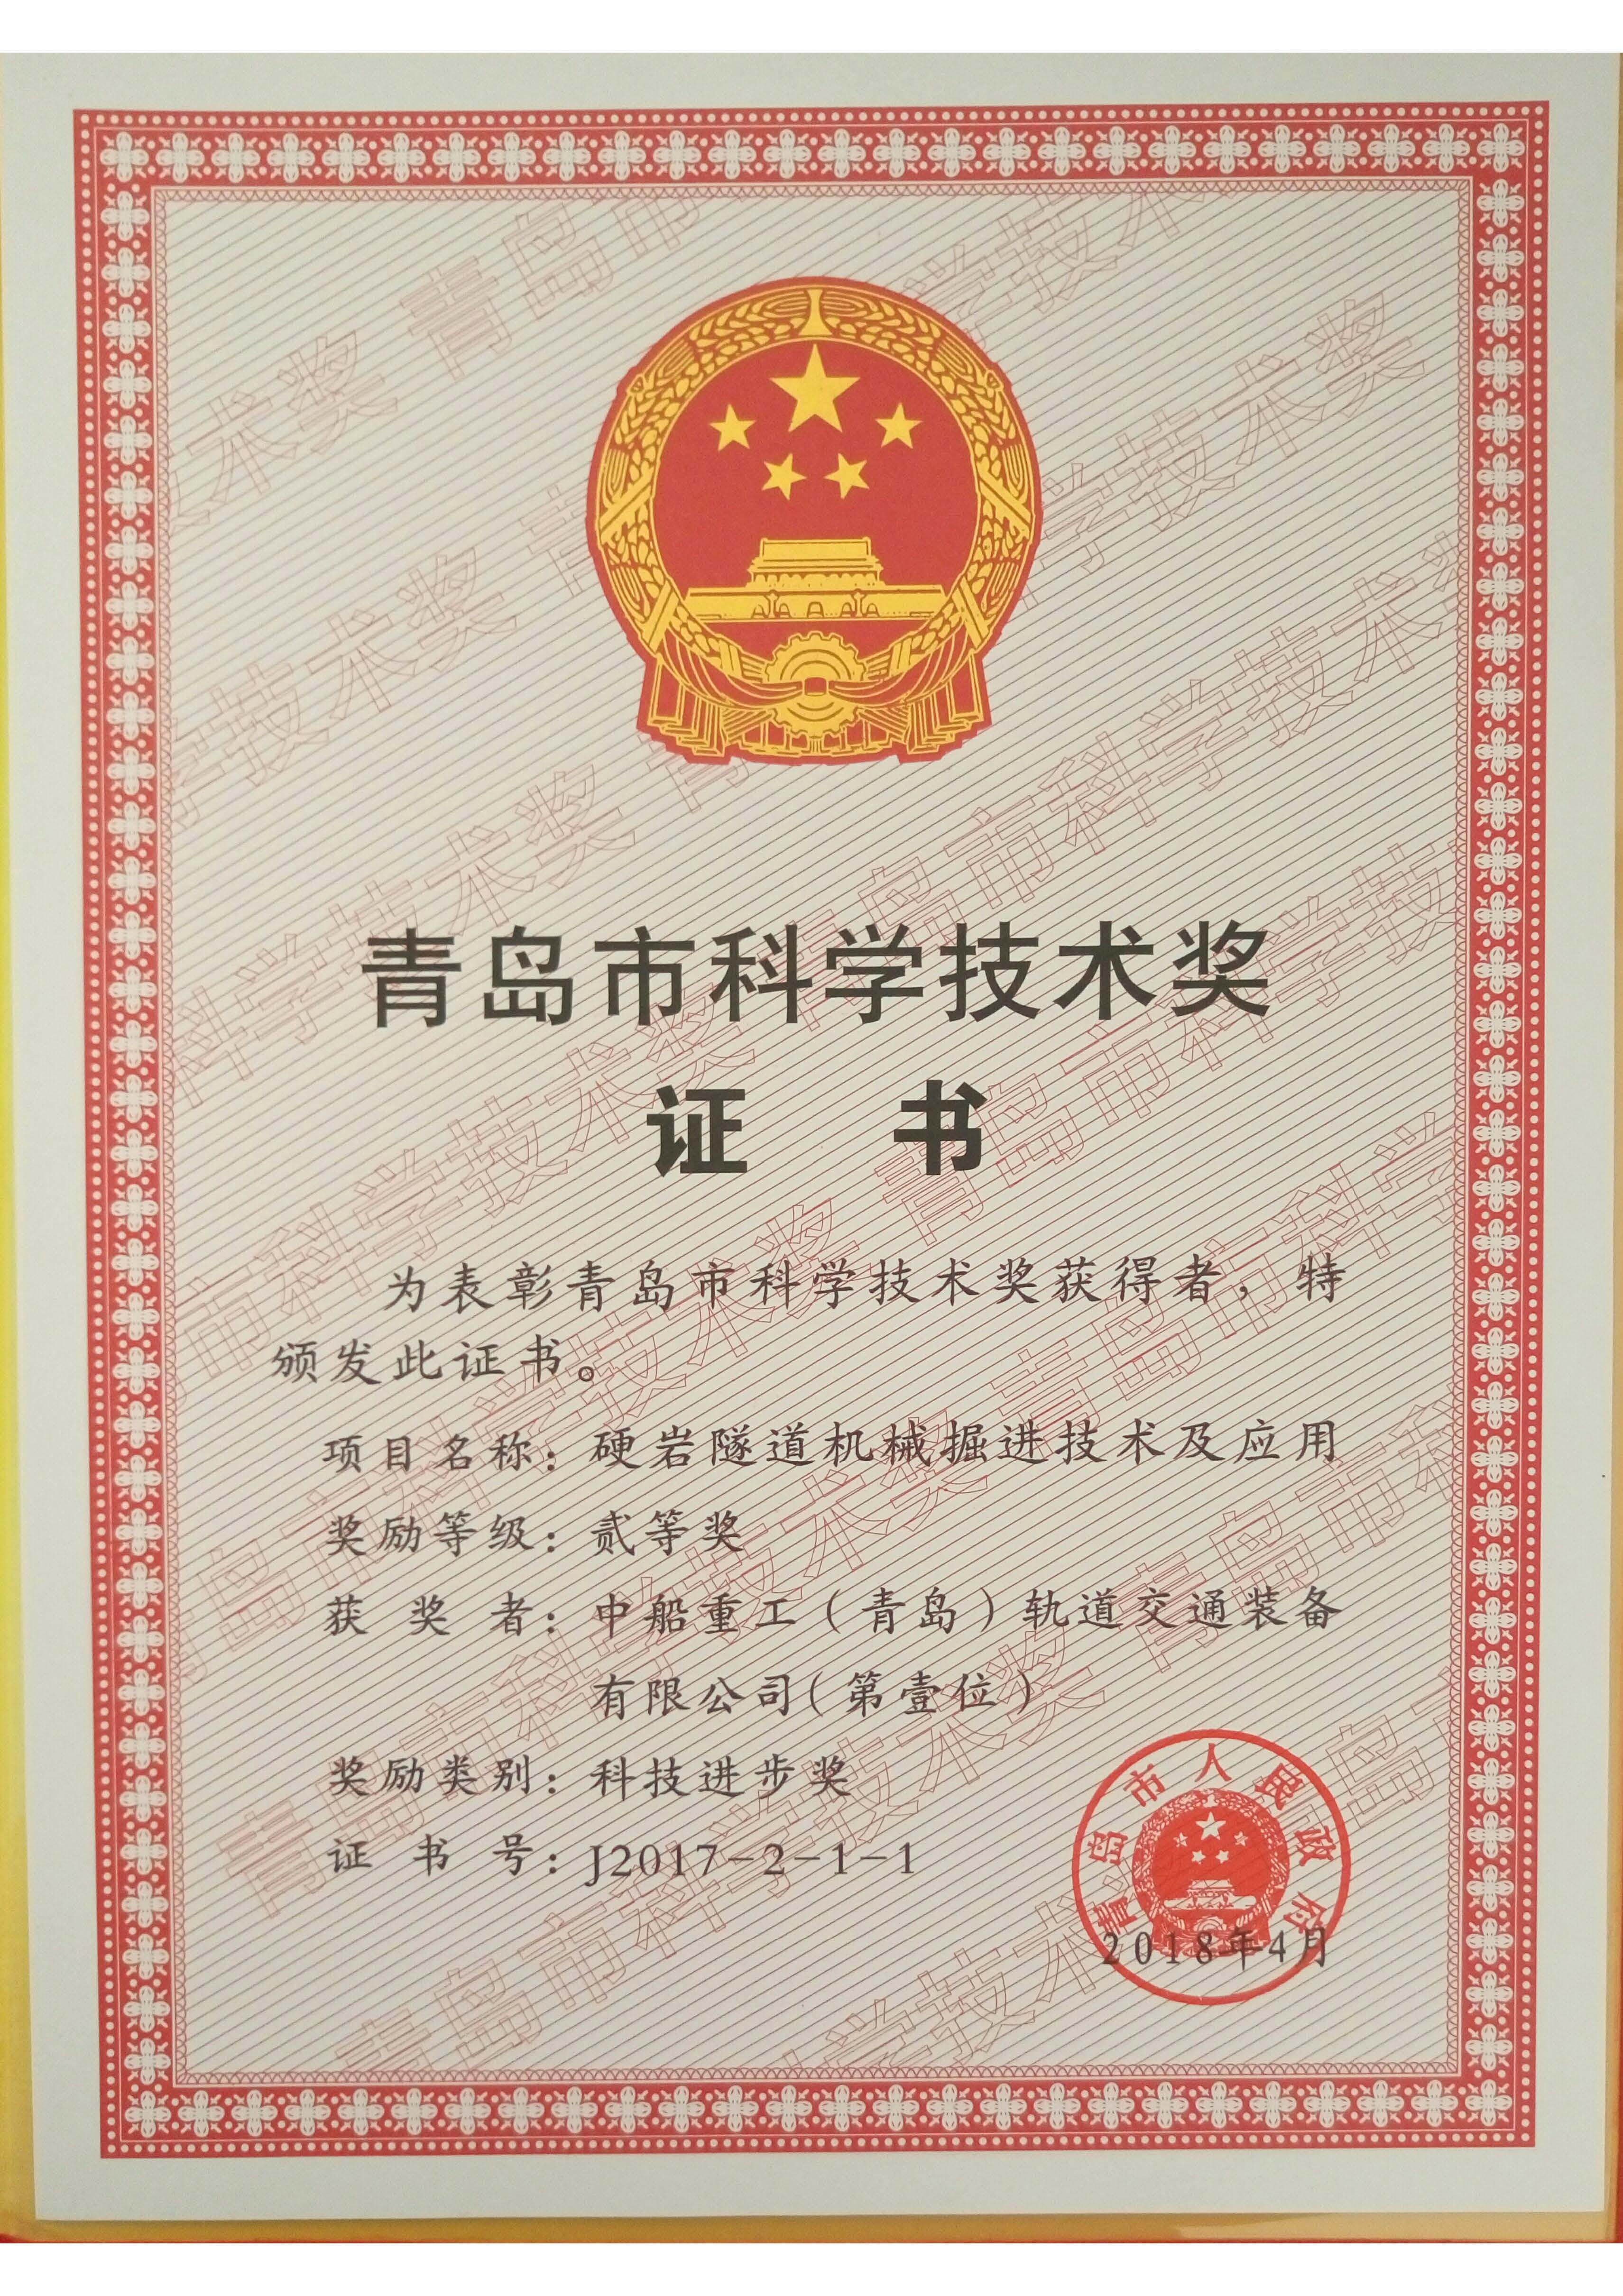 青岛市科学技术奖
证 书
为表彰青岛市科学技术奖获得者，特
颁发此证书。
项目名称：硬岩隧道机械掘进技术及应用
奖励等级：贰等奖
获 奖 者：中船重工（青岛）轨道交通装备
有限公司（第壹位）
奖励类别：科技进步奖
证 书 号：J2017-2-1-1
青岛市人民政府
2018年4月